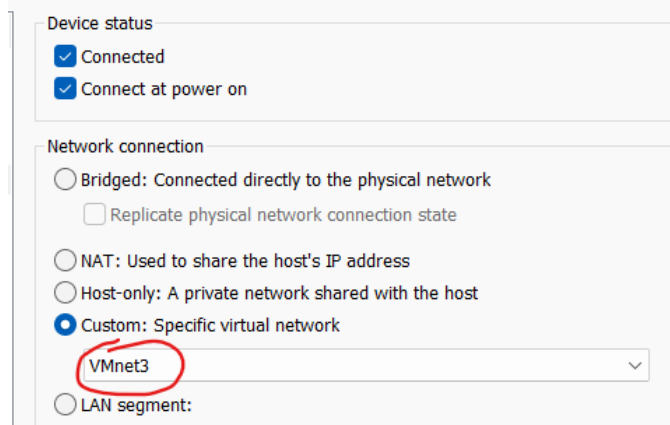 Device status
Connected
Connect at power on
Network connection
Bridged: Connected directly to the physical network
Replicate physical network connection state
NAT: Used to share the host's IP address
Host-only: A private network shared with the host
Custom: Specific virtual network
VMnet3
LAN segment: